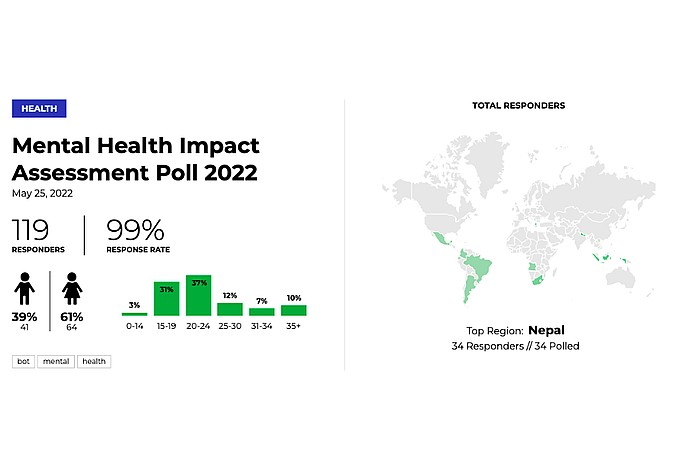 HEALTH
Mental Health Impact
Assessment Poll 2022
May 25, 2022
119
RESPONDERS
99%
RESPONSE RATE
39%
41
61%
64
3%
31%
37%
12%
7%
10%
0-14
15-19
20-24
25-30
31-34
35+
bot
mental
health
TOTAL RESPONDERS
Top Region: Nepal
34 Responders // 34 Polled